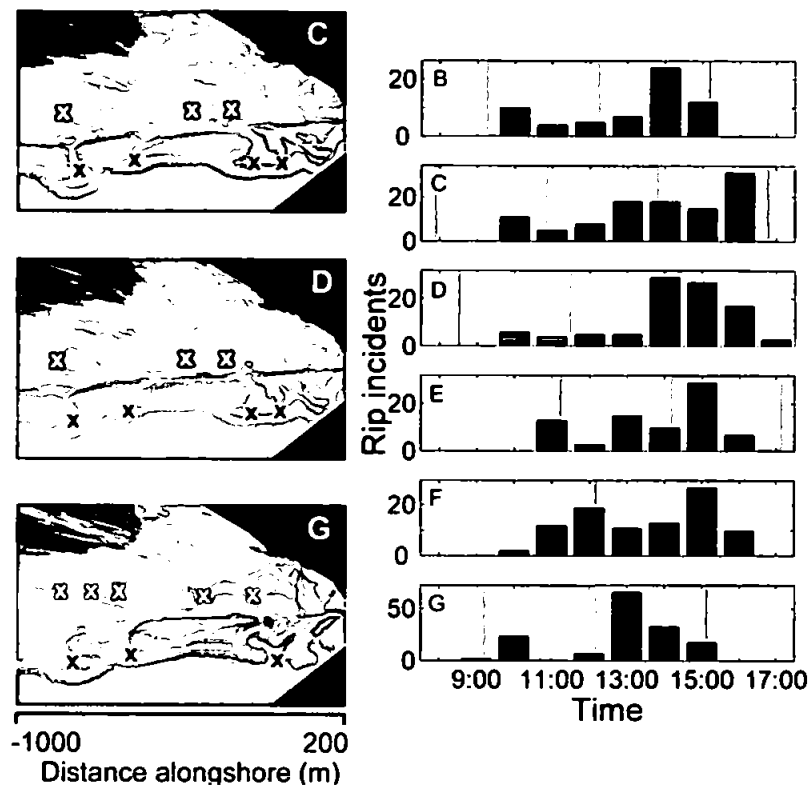 C
X X X
X X X X
D
X X X
X X X X
G
X X X X X
X X X
-1000 200
Distance alongshore (m)
Rip incidents
20
0
B
20
0
C
20
0
D
20
0
E
20
0
F
50
0
G
9:00 11:00 13:00 15:00 17:00
Time